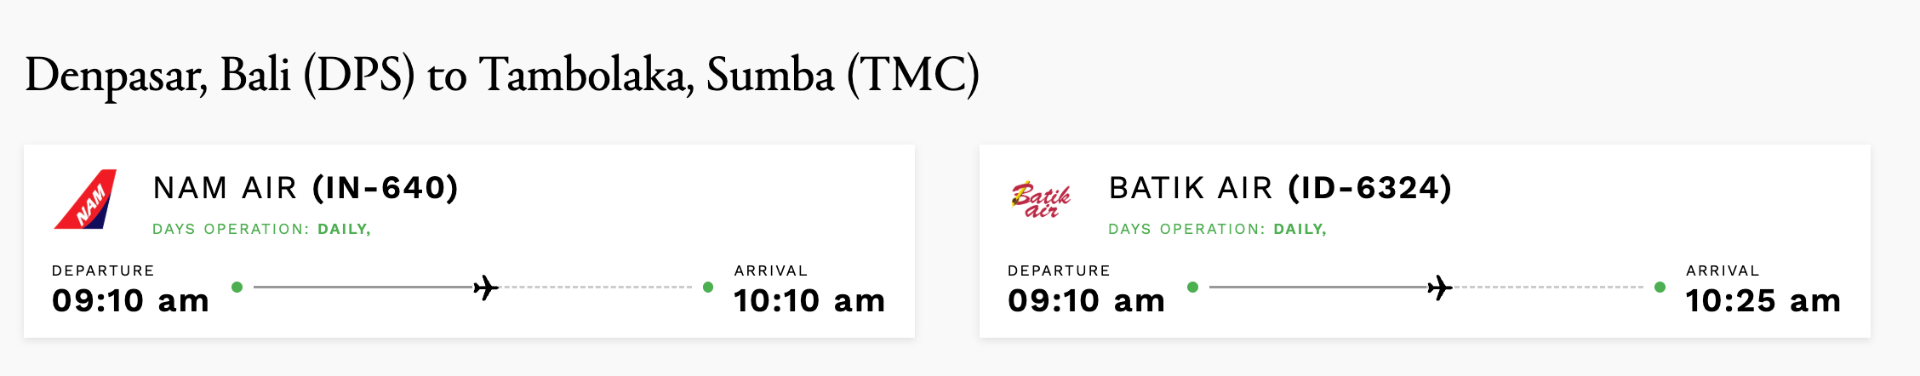 Denpasar, Bali (DPS) to Tambolaka, Sumba (TMC)
NAM
NAM AIR (IN-640)
DAYS OPERATION: DAILY,
DEPARTURE
09:10 am
ARRIVAL
10:10 am
Batik
air
BATIK AIR (ID-6324)
DAYS OPERATION: DAILY,
DEPARTURE
09:10 am
ARRIVAL
10:25 am